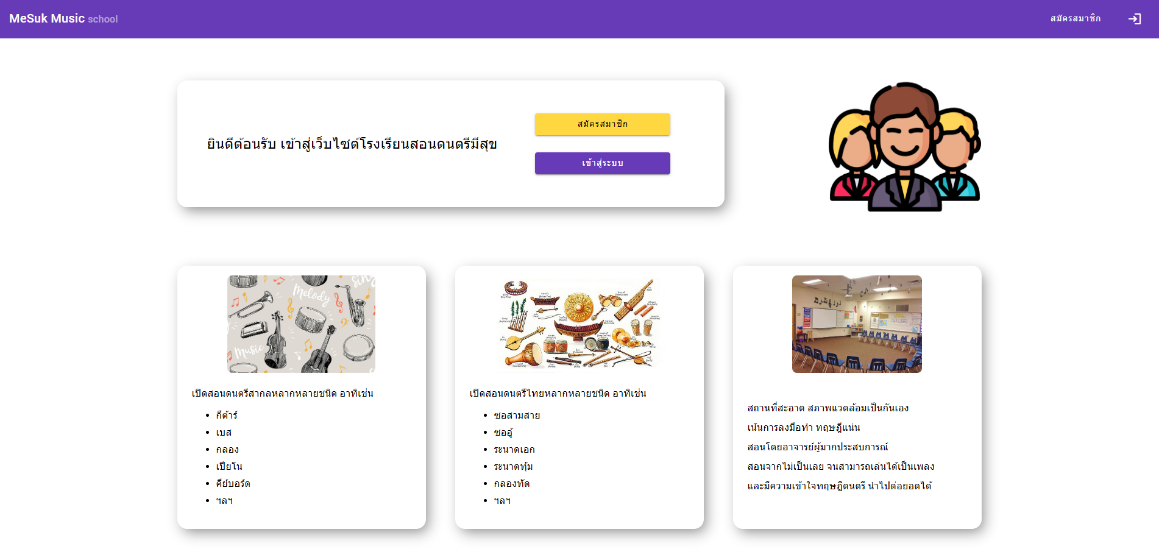 MeSuk Music school
สมัครสมาชิก
ยินดีต้อนรับ เข้าสู่เว็บไซต์โรงเรียนสอนดนตรีมีสุข
สมัครสมาชิก
เข้าสู่ระบบ
Melody
Music
เปิดสอนดนตรีสากลหลากหลายชนิด อาทิเช่น
กีต้าร์
เบส
กลอง
เปียโน
คีย์บอร์ด
ฯลฯ
เปิดสอนดนตรีไทยหลากหลายชนิด อาทิเช่น
ซอสามสาย
ซออู้
ระนาดเอก
ระนาดทุ้ม
กลองทัด
ฯลฯ
สถานที่สะอาด สภาพแวดล้อมเป็นกันเอง
เน้นการลงมือทำ ทฤษฎีแน่น
สอนโดยอาจารย์ผู้มากประสบการณ์
สอนจากไม่เป็นเลย จนสามารถเล่นได้เป็นเพลง
และมีความเข้าใจทฤษฎีดนตรี นำไปต่อยอดได้